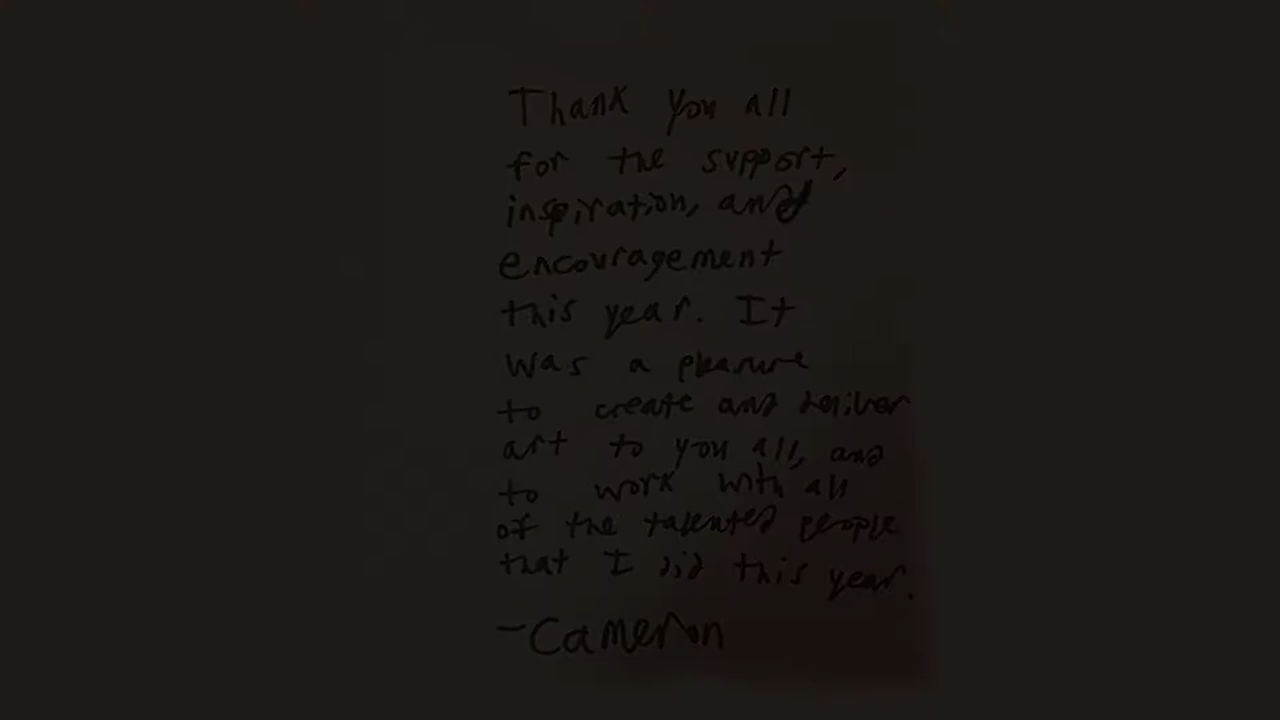 Thank you all
for the support,
inspiration, and
encouragement
this year. It
was a pleasure
to create and deliver
art to you all, and
to work with all
of the talented people
that I did this year.
-Cameron